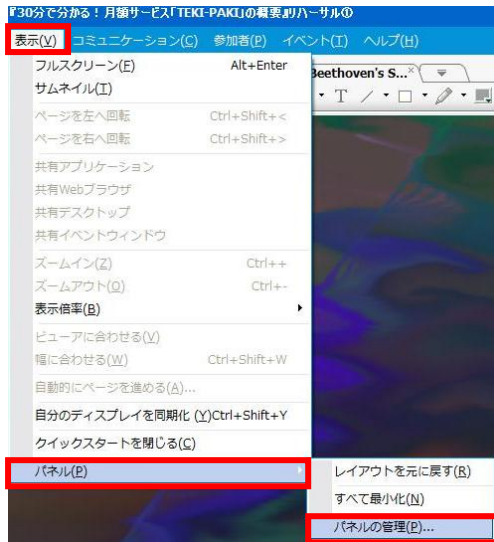 『30分で分かる!月額サービス「TEKI-PAKI」の概要』リハーサル①
表示(V) コミュニケーション(C) 参加者(P) イベント(I) ヘルプ(H)
フルスクリーン(E) Alt+Enter
Beethoven's S...
サムネイル(I)
T
ページを左へ回転 Ctrl+Shift+<
ページを右へ回転 Ctrl+Shift+>
共有アプリケーション
共有Webブラウザ
共有デスクトップ
共有イベントウィンドウ
ズームイン(Z) Ctrl++
ズームアウト(O) Ctrl+-
表示倍率(B)
ビューアに合わせる(V)
幅に合わせる(W) Ctrl+Shift+W
自動的にページを進める(A)...
自分のディスプレイを同期化 (Y)Ctrl+Shift+Y
クイックスタートを閉じる(C)
パネル(P)
レイアウトを元に戻す(R)
すべて最小化(N)
パネルの管理(P)...